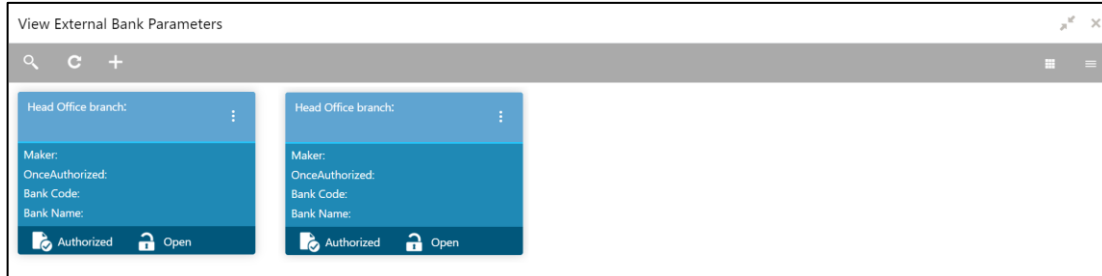 View External Bank Parameters
Head Office branch:
Maker:
OnceAuthorized:
Bank Code:
Bank Name:
Authorized Open
Head Office branch:
Maker:
OnceAuthorized:
Bank Code:
Bank Name:
Authorized Open